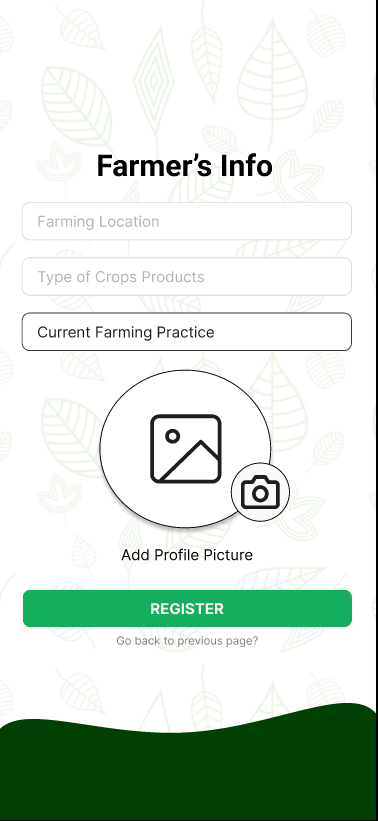 Farmer’s Info
Farming Location
Type of Crops Products
Current Farming Practice
Add Profile Picture
REGISTER
Go back to previous page?